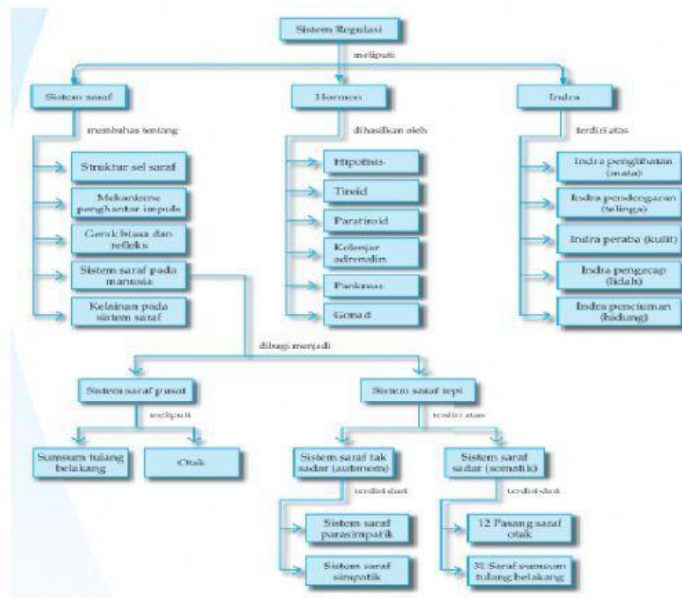 Sistem Regulasi
meliputi
Sistem saraf
Hormon
Indra
membahas tentang
dihasilkan oleh
terdiri atas
Struktur sel saraf
Mekanisme
penghantar impuls
Gerak biasa dan
refleks
Sistem saraf pada
manusia
Kelainan pada
sistem saraf
Hipofisis
Tiroid
Paratiroid
Kelenjar
adrenalin
Pankreas
Gonad
Indra penglihatan
(mata)
Indra pendengaran
(telinga)
Indra peraba (kulit)
Indra pengecap
(lidah)
Indra penciuman
(hidung)
dibagi menjadi
Sistem saraf pusat
Sistem saraf tepi
meliputi
terdiri atas
Sumsum tulang
belakang
Otak
Sistem saraf tak
sadar (autonom)
Sistem saraf
sadar (somatik)
terdiri dari
terdiri dari
Sistem saraf
parasimpatik
Sistem saraf
simpatik
12 Pasang saraf
otak
31 Saraf sumsum
tulang belakang